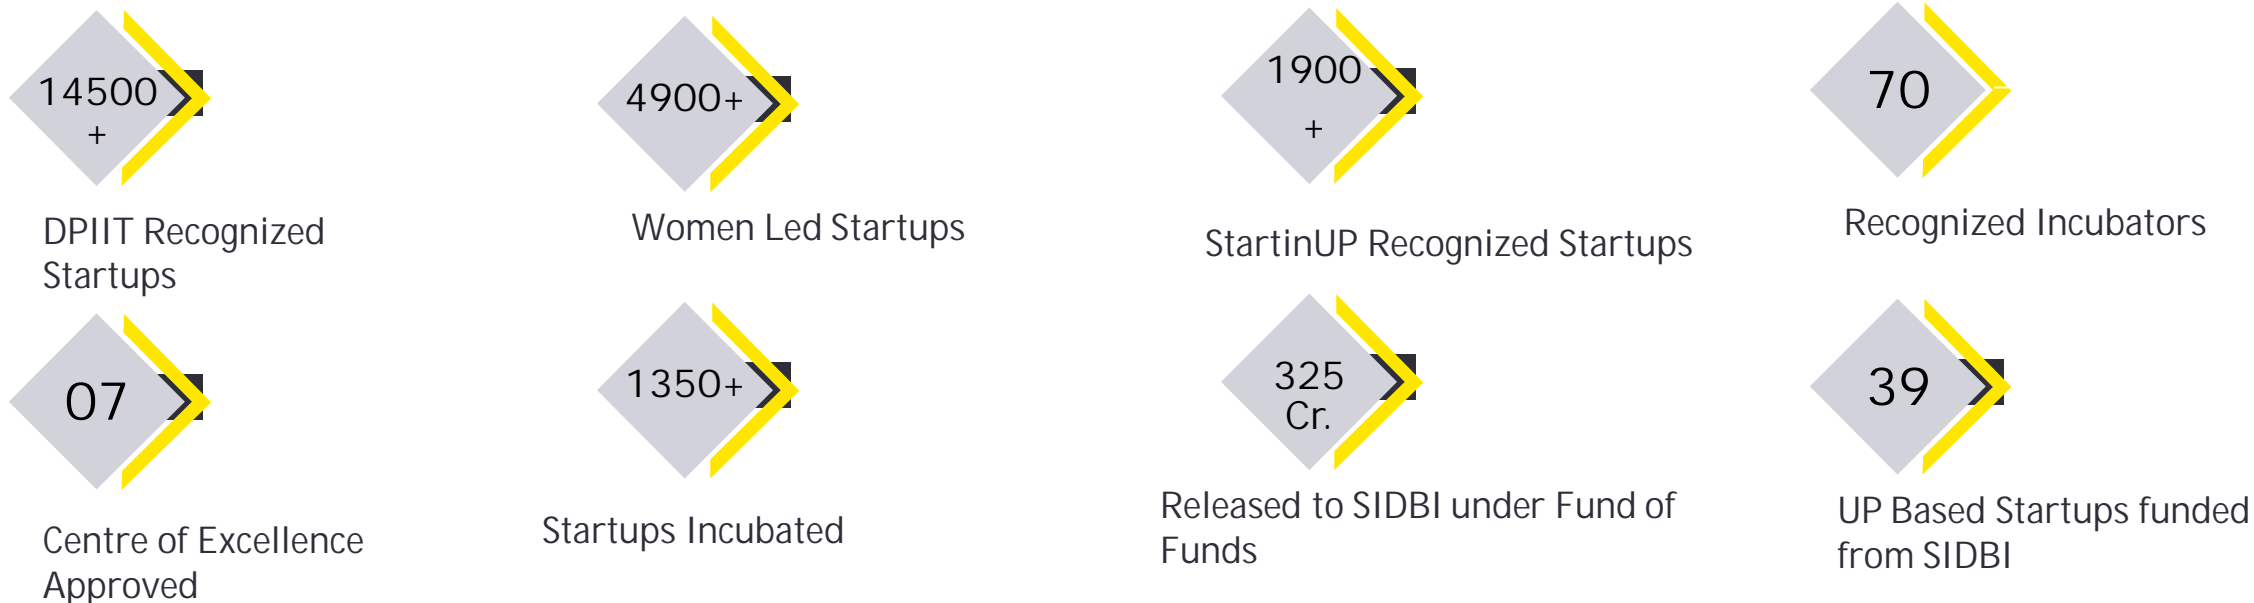 14500
+
DPIIT Recognized
Startups
4900+
Women Led Startups
1900
+
StartinUP Recognized Startups
70
Recognized Incubators
07
Centre of Excellence
Approved
1350+
Startups Incubated
325
Cr.
Released to SIDBI under Fund of
Funds
39
UP Based Startups funded
from SIDBI